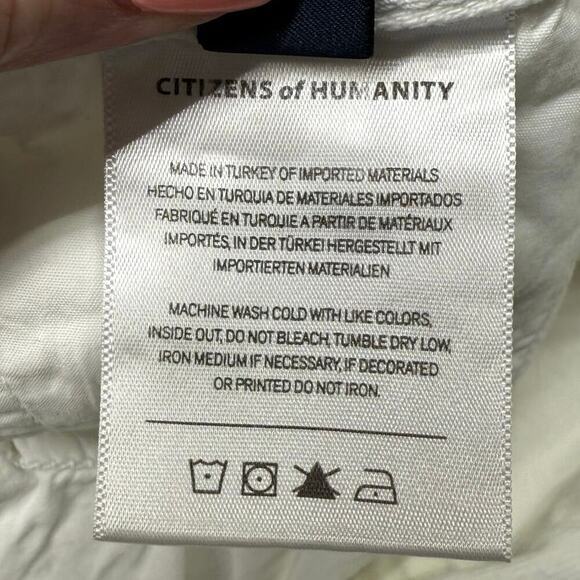 CITIZENS of HUMANITY
MADE IN TURKEY OF IMPORTED MATERIALS
HECHO EN TURQUIA DE MATERIALES IMPORTADOS
FABRIQUÉ EN TURQUIE A PARTIR DE MATÉRIAUX
IMPORTÉS, IN DER TÜRKEI HERGESTELLT MIT
IMPORTIERTEN MATERIALIEN
MACHINE WASH COLD WITH LIKE COLORS,
INSIDE OUT, DO NOT BLEACH, TUMBLE DRY LOW,
IRON MEDIUM IF NECESSARY, IF DECORATED
OR PRINTED DO NOT IRON.